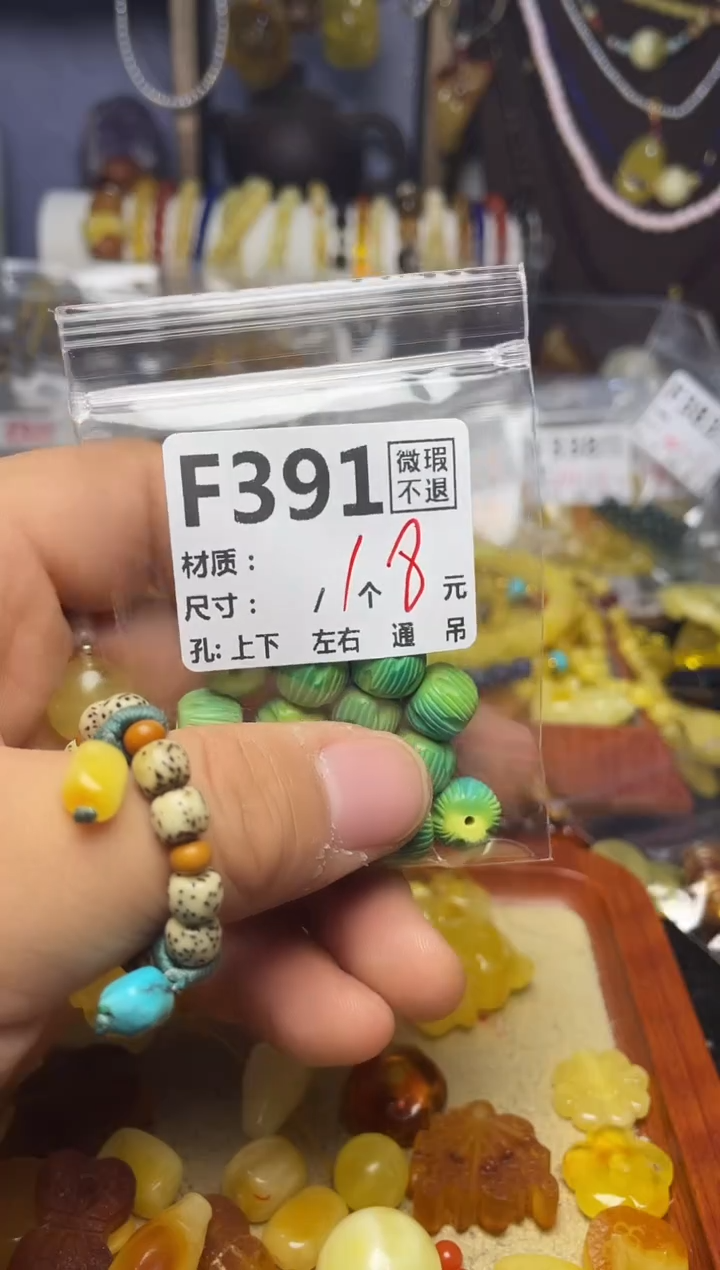 F391 微瑕
不退
材质：
尺寸： / 1个 8 元
孔: 上下 左右 通 吊